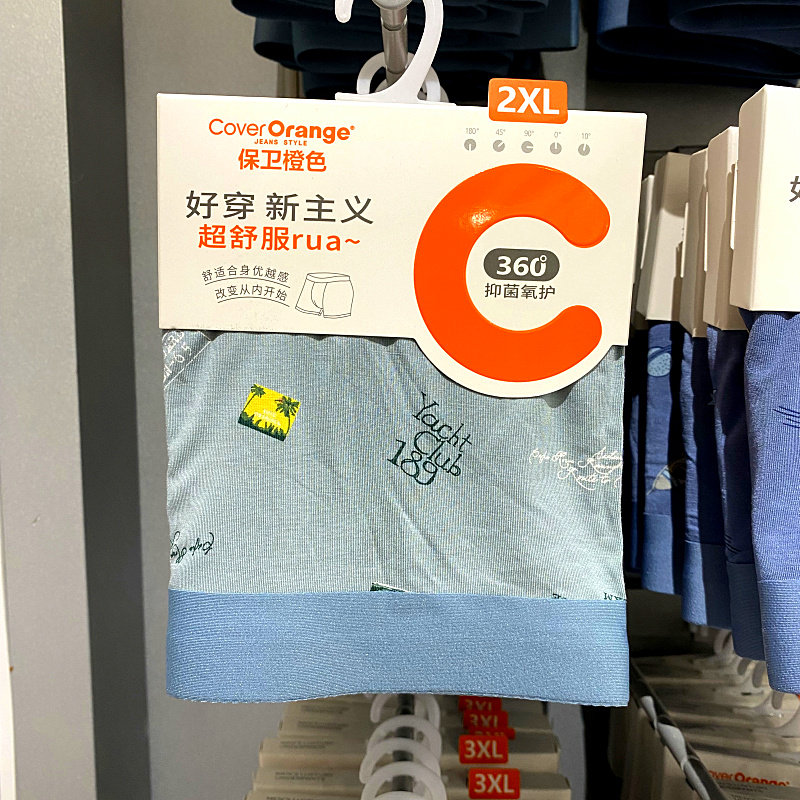 2XL
CoverOrange®
JEANS STYLE
保卫橙色
180° 45° 90° 0° 10°
好穿 新主义
超舒服rua~
舒适合身优越感
改变从内开始
360°
抑菌氧护
Yacht
Club
189
3XL
3XL
3XL
3XL
CoverOrange